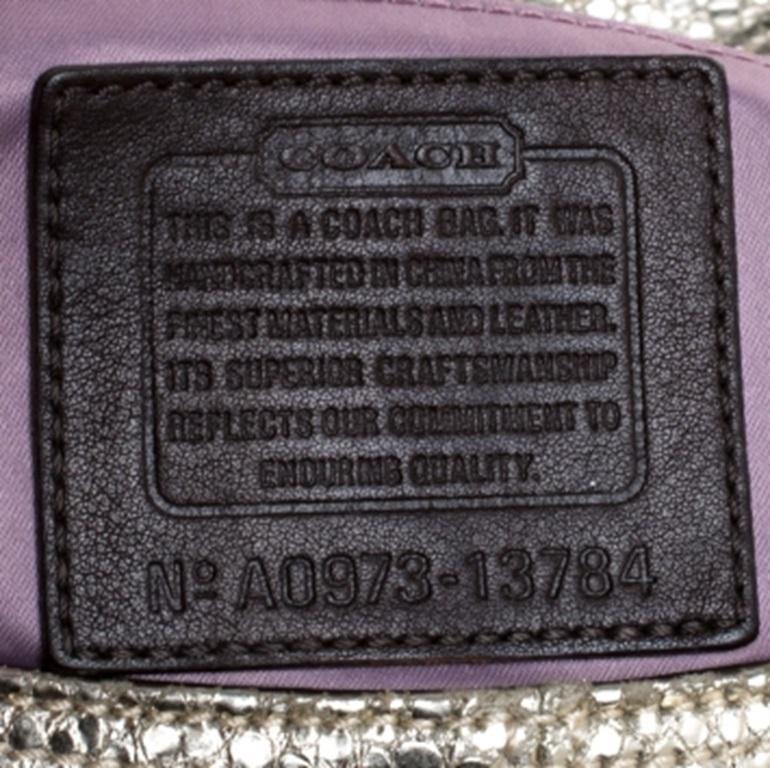 COACH
THIS IS A COACH BAG. IT WAS
HANDCRAFTED IN CHINA FROM THE
FINEST MATERIALS AND LEATHER.
ITS SUPERIOR CRAFTSMANSHIP
REFLECTS OUR COMMITMENT TO
ENDURING QUALITY.
Nº A0973-13784